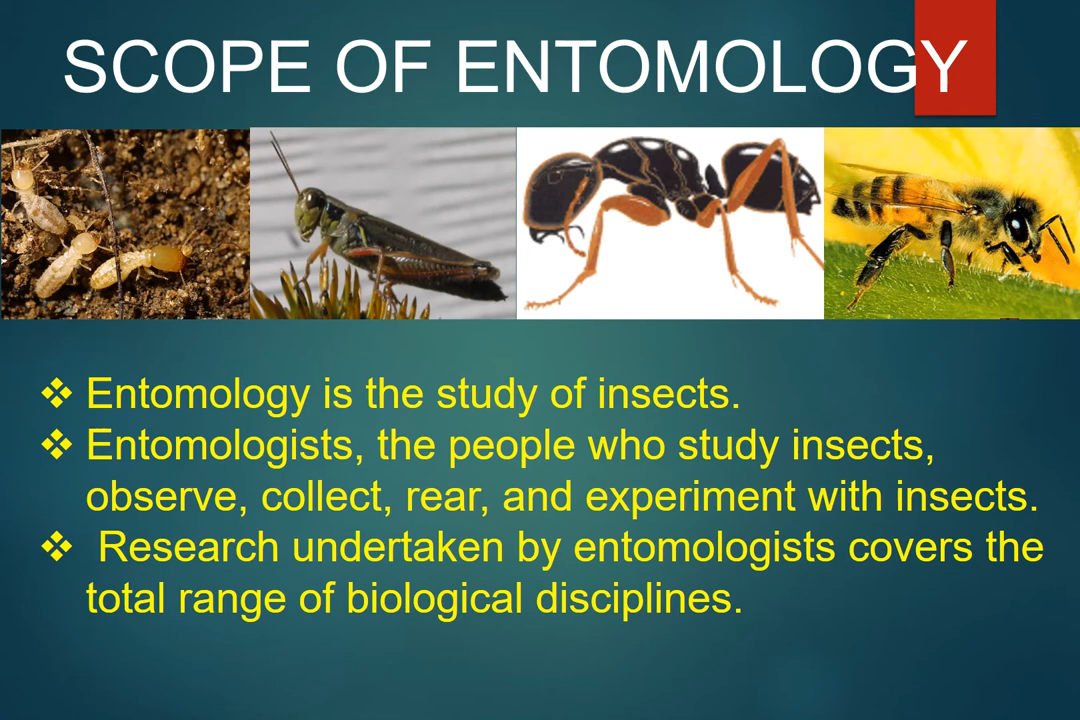 SCOPE OF ENTOMOLOGY
❖ Entomology is the study of insects.
❖ Entomologists, the people who study insects,
observe, collect, rear, and experiment with insects.
❖ Research undertaken by entomologists covers the
total range of biological disciplines.